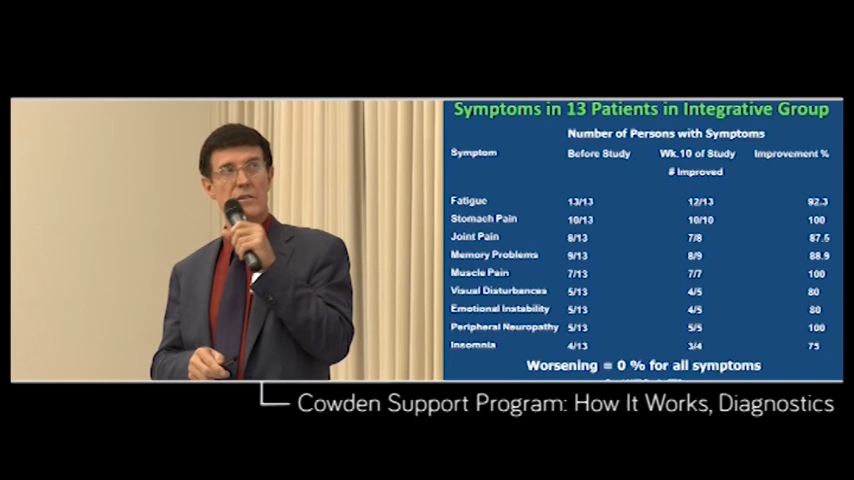 Symptoms in 13 Patients in Integrative Group
Number of Persons with Symptoms
Symptom Before Study Wk.10 of Study Improvement %
# Improved
Fatigue 13/13 12/13 92.3
Stomach Pain 10/13 10/10 100
Joint Pain 8/13 7/8 87.5
Memory Problems 9/13 8/9 88.9
Muscle Pain 7/13 7/7 100
Visual Disturbances 5/13 4/5 80
Emotional Instability 5/13 4/5 80
Peripheral Neuropathy 5/13 5/5 100
Insomnia 4/13 3/4 75
Worsening = 0 % for all symptoms
Cowden Support Program: How It Works, Diagnostics